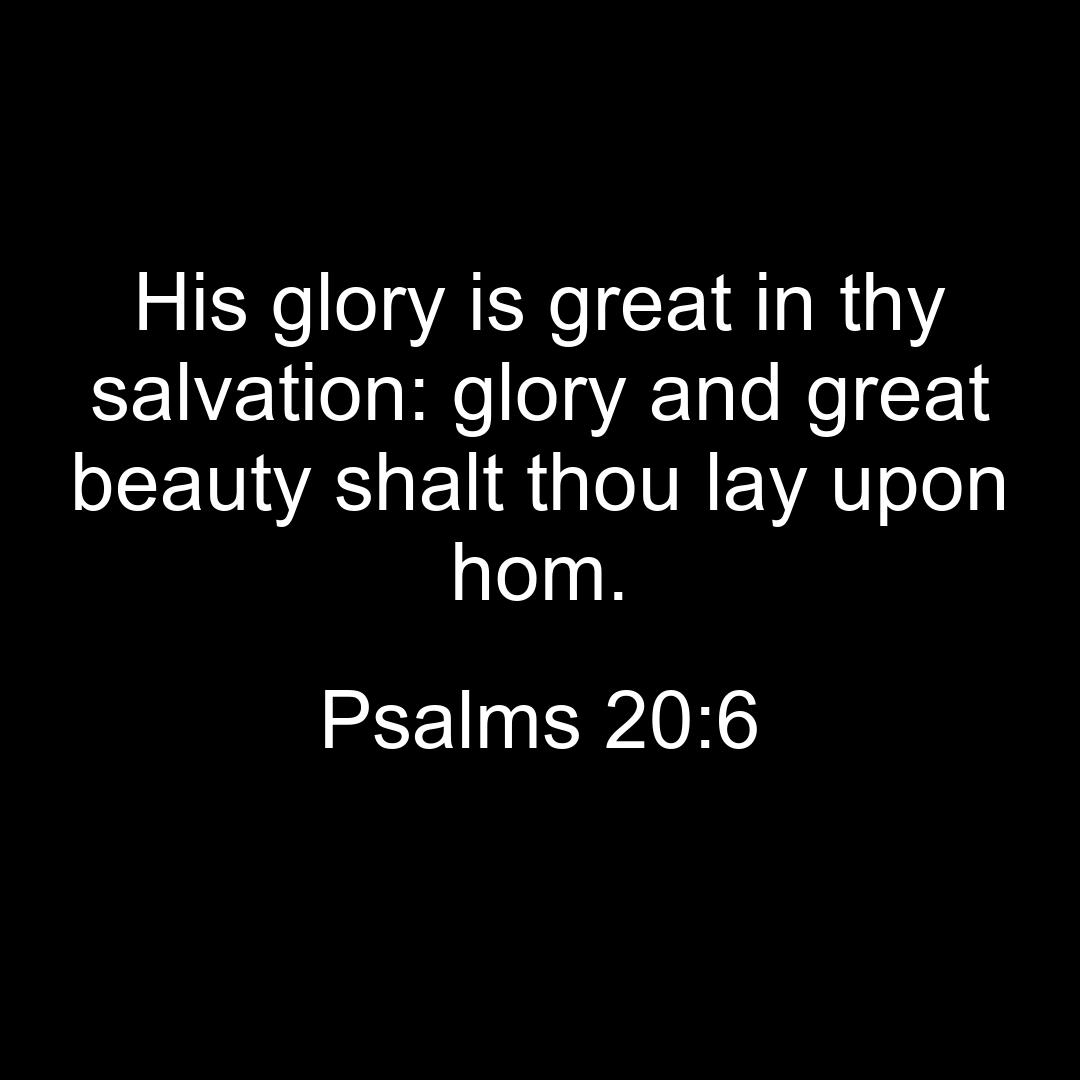 His glory is great in thy
salvation: glory and great
beauty shalt thou lay upon
hom.
Psalms 20:6